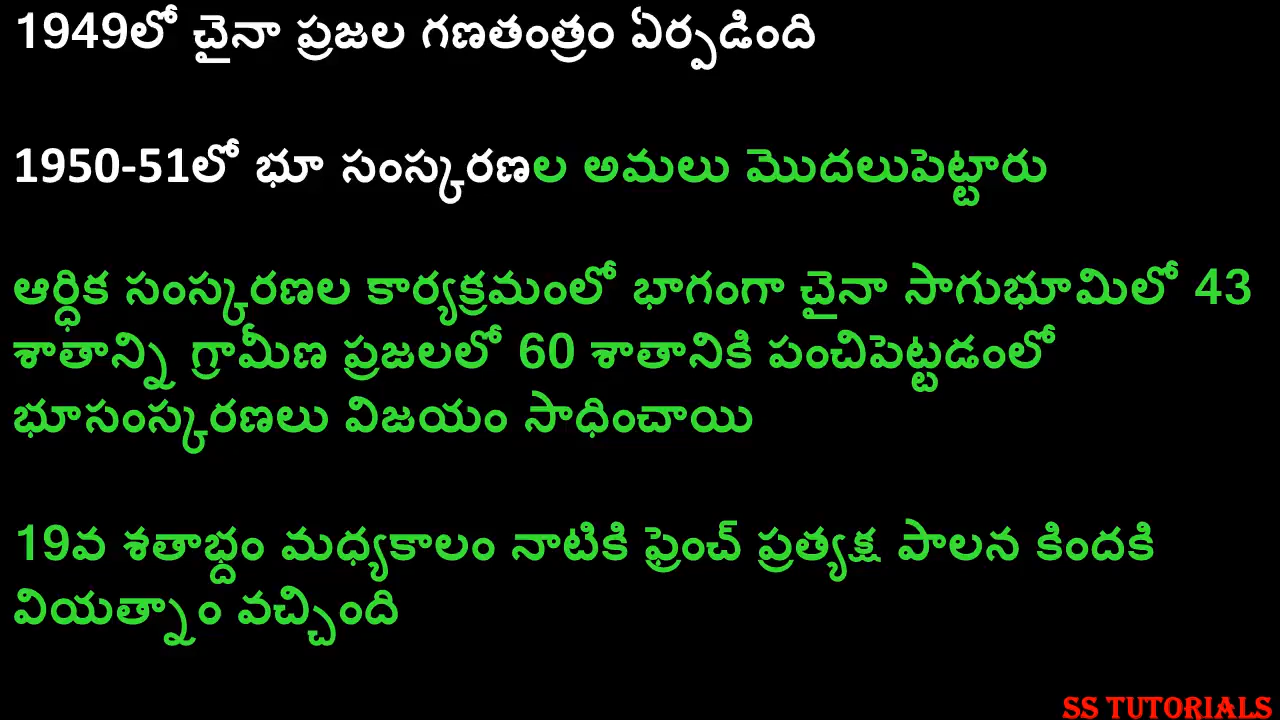 1949లో చైనా ప్రజల గణతంత్రం ఏర్పడింది
1950-51లో భూ సంస్కరణల అమలు మొదలుపెట్టారు
ఆర్ధిక సంస్కరణల కార్యక్రమంలో భాగంగా చైనా సాగుభూమిలో 43
శాతాన్ని గ్రామీణ ప్రజలలో 60 శాతానికి పంచిపెట్టడంలో
భూసంస్కరణలు విజయం సాధించాయి
19వ శతాభ్దం మధ్యకాలం నాటికి ఫ్రెంచ్ ప్రత్యక్ష పాలన కిందకి
వియత్నాం వచ్చింది
SS TUTORIALS